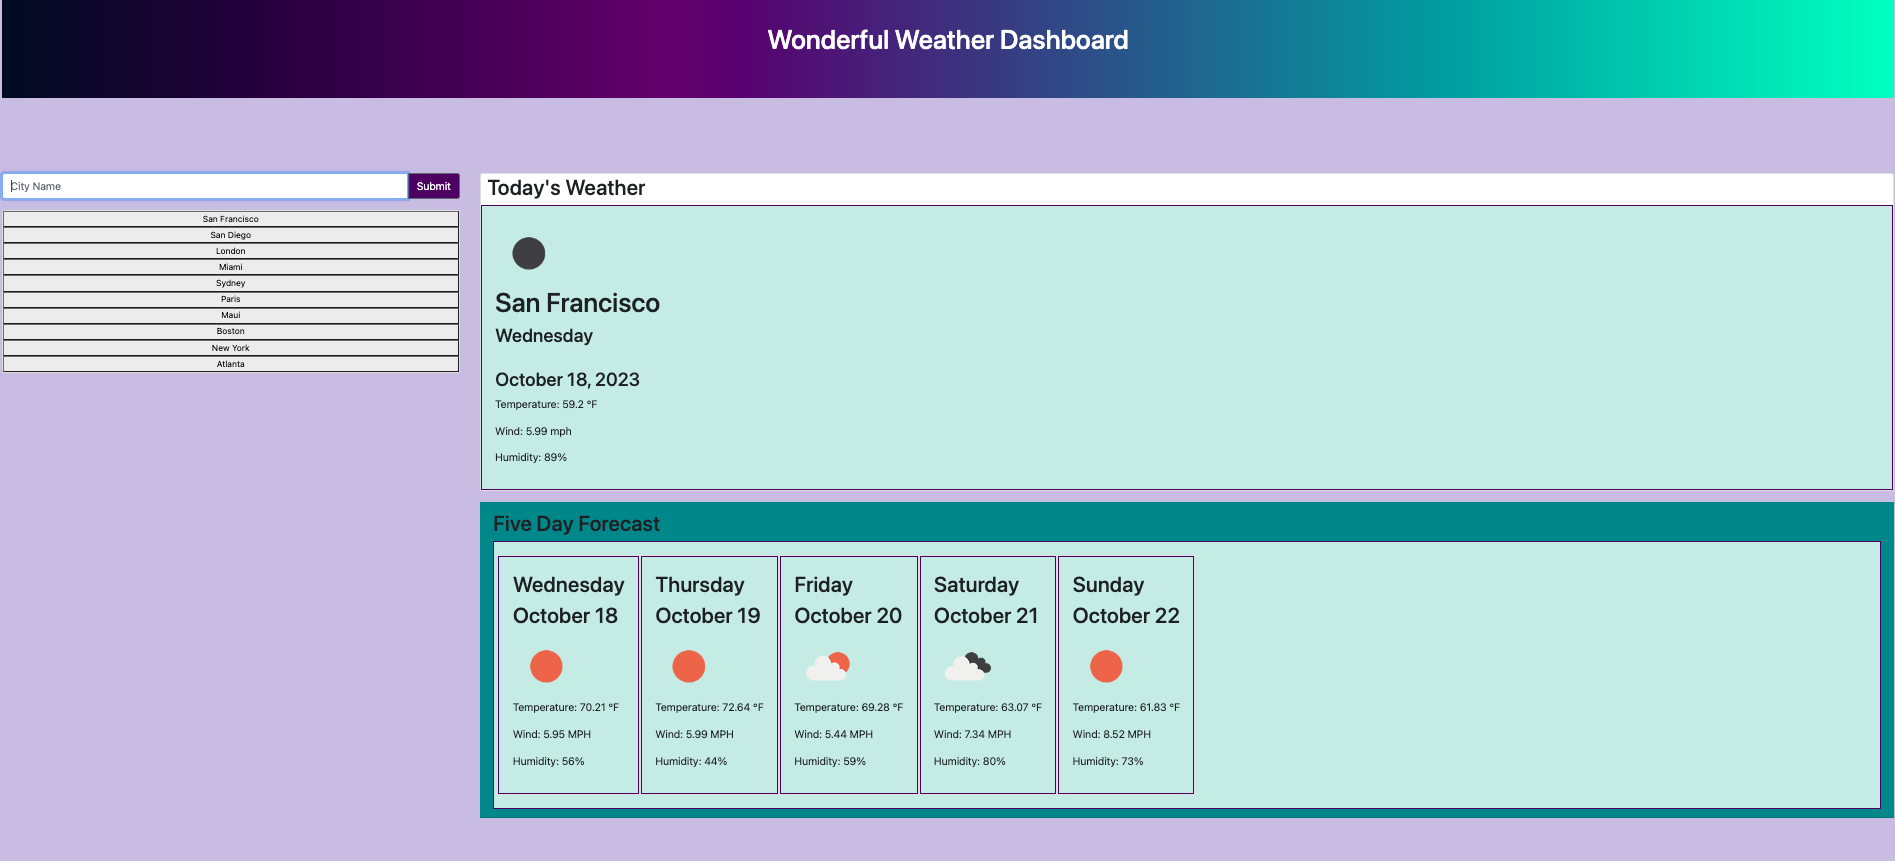 Wonderful Weather Dashboard
City Name
Submit
San Francisco
San Diego
London
Miami
Sydney
Paris
Maui
Boston
New York
Atlanta
Today's Weather
San Francisco
Wednesday
October 18, 2023
Temperature: 59.2 °F
Wind: 5.99 mph
Humidity: 89%
Five Day Forecast
Wednesday
October 18
Temperature: 70.21 °F
Wind: 5.95 MPH
Humidity: 56%
Thursday
October 19
Temperature: 72.64 °F
Wind: 5.99 MPH
Humidity: 44%
Friday
October 20
Temperature: 69.28 °F
Wind: 5.44 MPH
Humidity: 59%
Saturday
October 21
Temperature: 63.07 °F
Wind: 7.34 MPH
Humidity: 80%
Sunday
October 22
Temperature: 61.83 °F
Wind: 8.52 MPH
Humidity: 73%